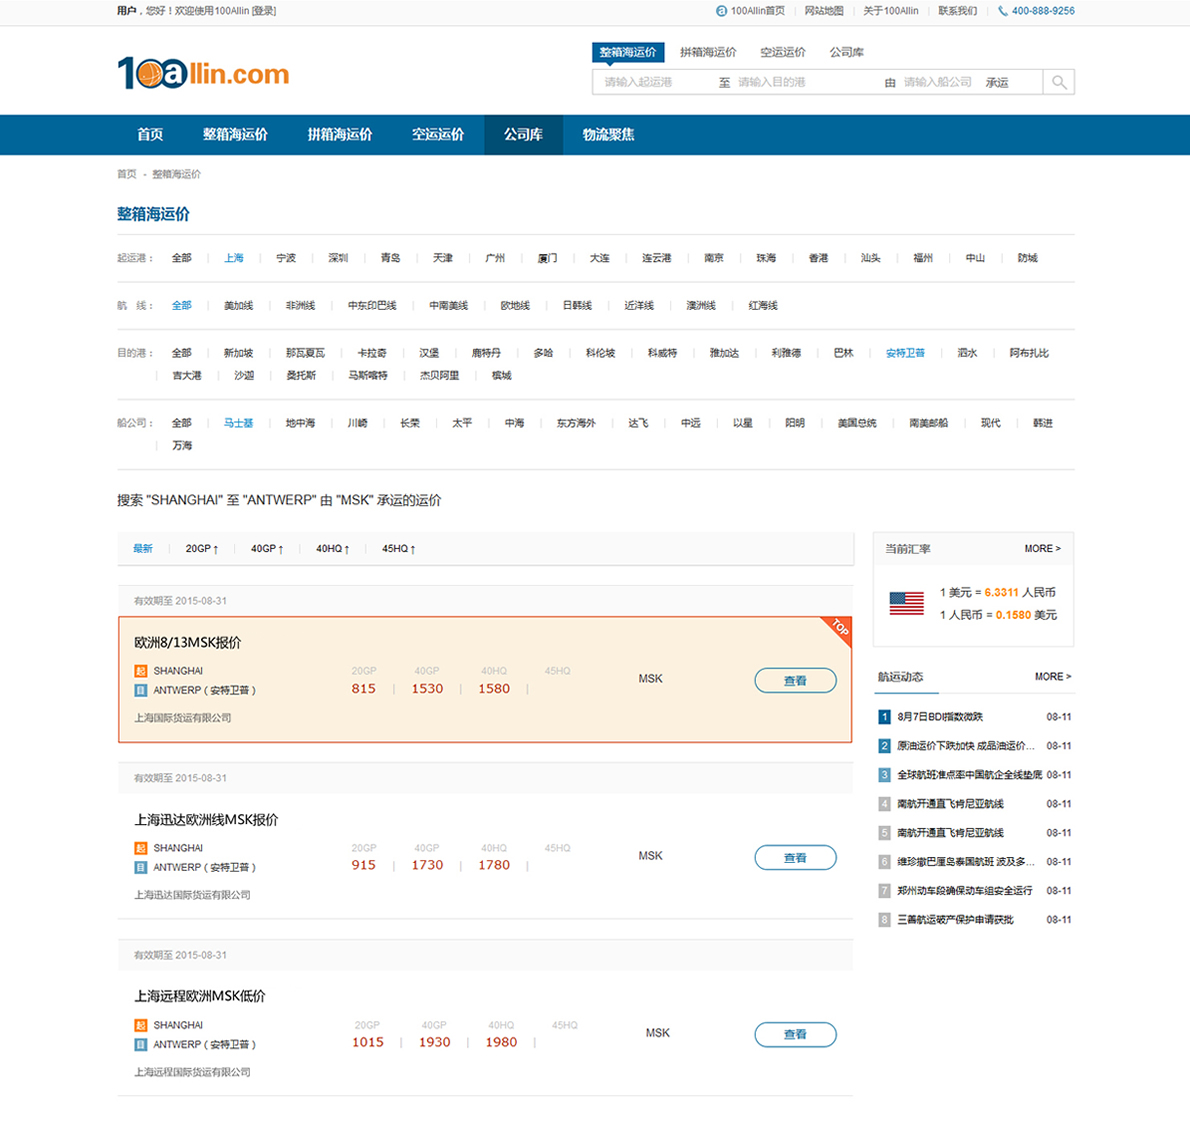 用户，您好！欢迎使用100Allin [登录]
100Allin首页 网站地图 关于100Allin 联系我们 400-888-9256
100allin.com
整箱海运价 拼箱海运价 空运运价 公司库
请输入起运港 至 请输入目的港 由 请输入船公司 承运
首页 整箱海运价 拼箱海运价 空运运价 公司库 物流聚焦
首页 - 整箱海运价
整箱海运价
起运港： 全部 上海 宁波 深圳 青岛 天津 广州 厦门 大连 连云港 南京 珠海 香港 汕头 福州 中山 防城
航 线： 全部 美加线 非洲线 中东印巴线 中南美线 欧地线 日韩线 近洋线 澳洲线 红海线
目的港： 全部 新加坡 那瓦夏瓦 卡拉奇 汉堡 鹿特丹 多哈 科伦坡 科威特 雅加达 利雅德 巴林 安特卫普 泗水 阿布扎比
吉大港 沙迦 桑托斯 马斯喀特 杰贝阿里 槟城
船公司： 全部 马士基 地中海 川崎 长荣 太平 中海 东方海外 达飞 中远 以星 阳明 美国总统 南美邮船 现代 韩进
万海
搜索 "SHANGHAI" 至 "ANTWERP" 由 "MSK" 承运的运价
最新 20GP↑ 40GP↑ 40HQ↑ 45HQ↑
有效期至 2015-08-31
TOP
欧洲8/13MSK报价
起 SHANGHAI 20GP 40GP 40HQ 45HQ
目 ANTWERP ( 安特卫普 ) 815 1530 1580 MSK 查看
上海国际货运有限公司
有效期至 2015-08-31
上海迅达欧洲线MSK报价
起 SHANGHAI 20GP 40GP 40HQ 45HQ
目 ANTWERP ( 安特卫普 ) 915 1730 1780 MSK 查看
上海迅达国际货运有限公司
有效期至 2015-08-31
上海远程欧洲MSK低价
起 SHANGHAI 20GP 40GP 40HQ 45HQ
目 ANTWERP ( 安特卫普 ) 1015 1930 1980 MSK 查看
上海远程国际货运有限公司
当前汇率 MORE >
1 美元 = 6.3311 人民币
1 人民币 = 0.1580 美元
航运动态 MORE >
1 8月7日BDI指数微跌 08-11
2 原油运价下跌加快 成品油运价... 08-11
3 全球航班准点率中国航企全线垫底 08-11
4 南航开通直飞肯尼亚航线 08-11
5 南航开通直飞肯尼亚航线 08-11
6 维珍撤巴厘岛泰国航班 波及多... 08-11
7 郑州动车段确保动车组安全运行 08-11
8 三善航运破产保护申请获批 08-11